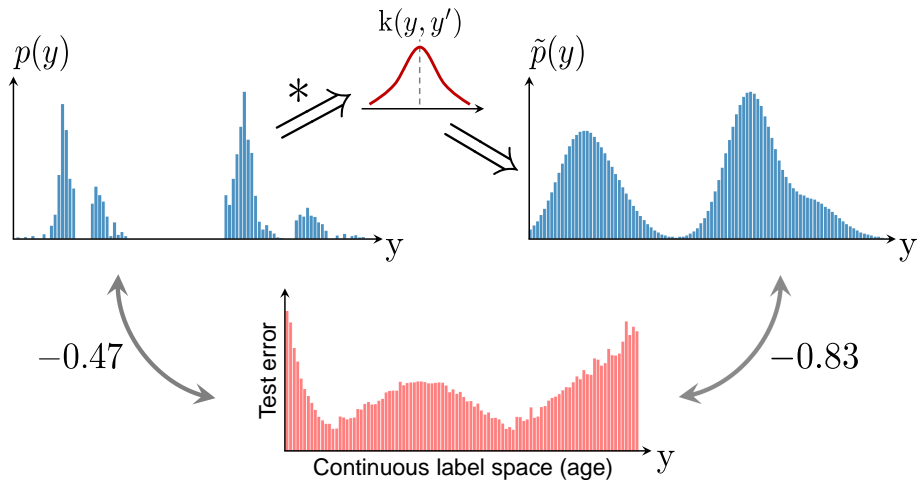 k(y, y′)
p(y)
*
p̃(y)
y
y
−0.47
Test error
−0.83
y
Continuous label space (age)